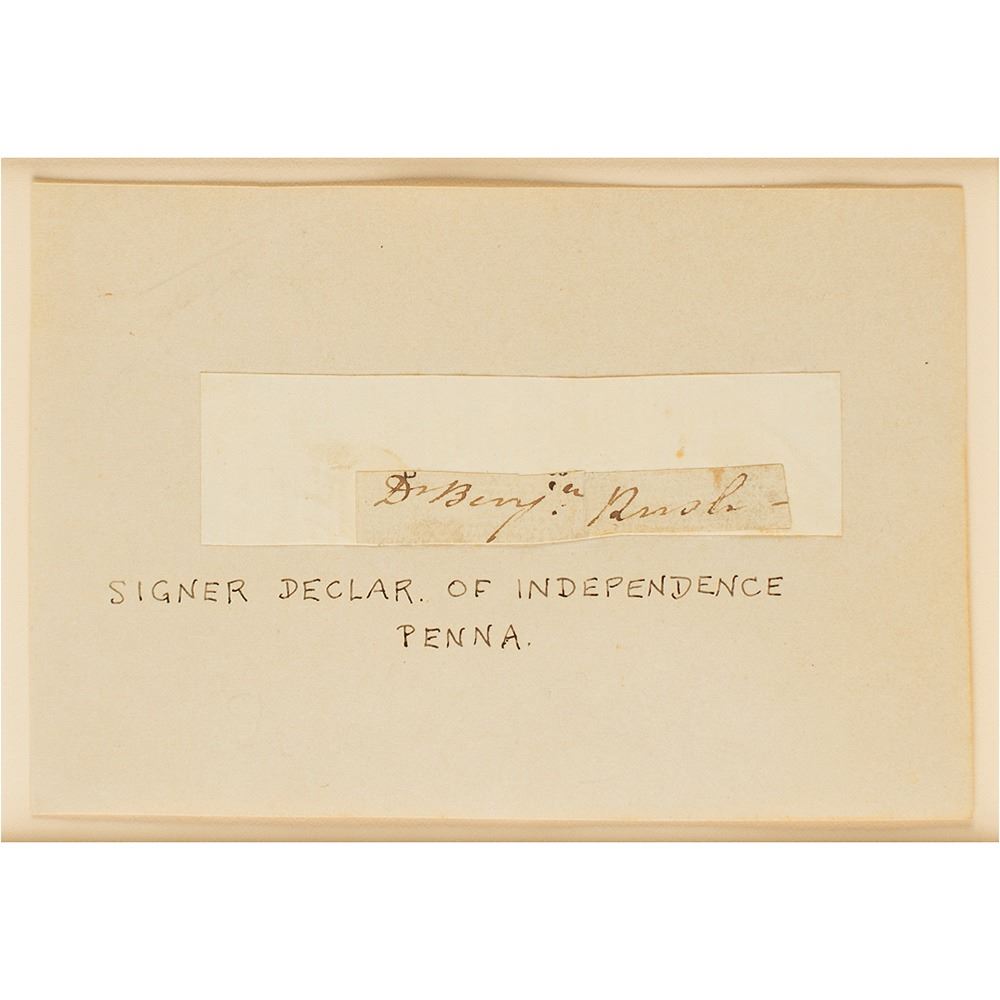 Dr Benjn. Rush -
SIGNER DECLAR. OF INDEPENDENCE
PENNA.